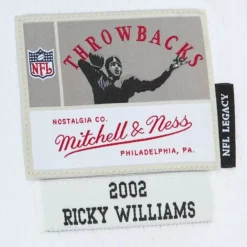 THROWBACKS
NFL
NOSTALGIA CO.
Mitchell & Ness
PHILADELPHIA, PA.
NFL LEGACY
2002
RICKY WILLIAMS